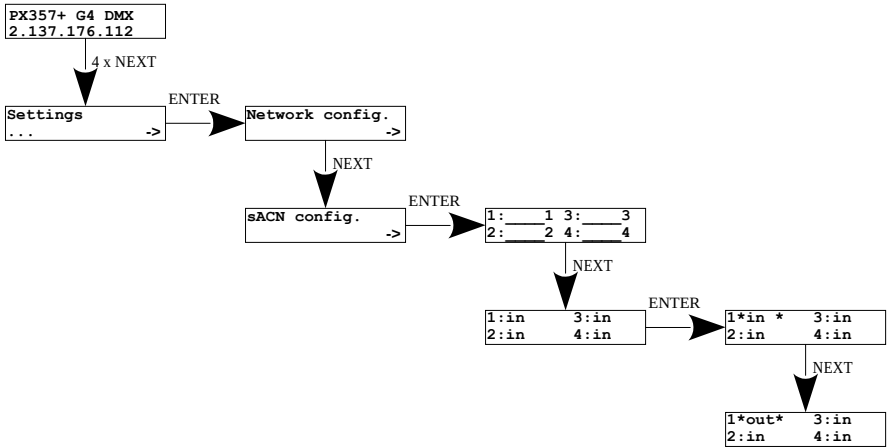 PX357+ G4 DMX
2.137.176.112
4 x NEXT
Settings
... ->
ENTER
Network config.
->
NEXT
sACN config.
->
ENTER
1:____1 3:____3
2:____2 4:____4
NEXT
1:in 3:in
2:in 4:in
ENTER
1*in * 3:in
2:in 4:in
NEXT
1*out* 3:in
2:in 4:in